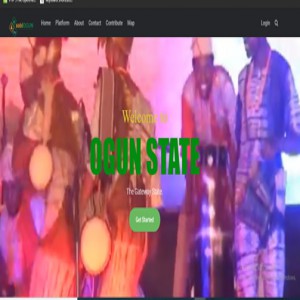 Home Platform About Contact Contribute Map Login
Welcome to
OGUN STATE
The Gateway State
Get Started